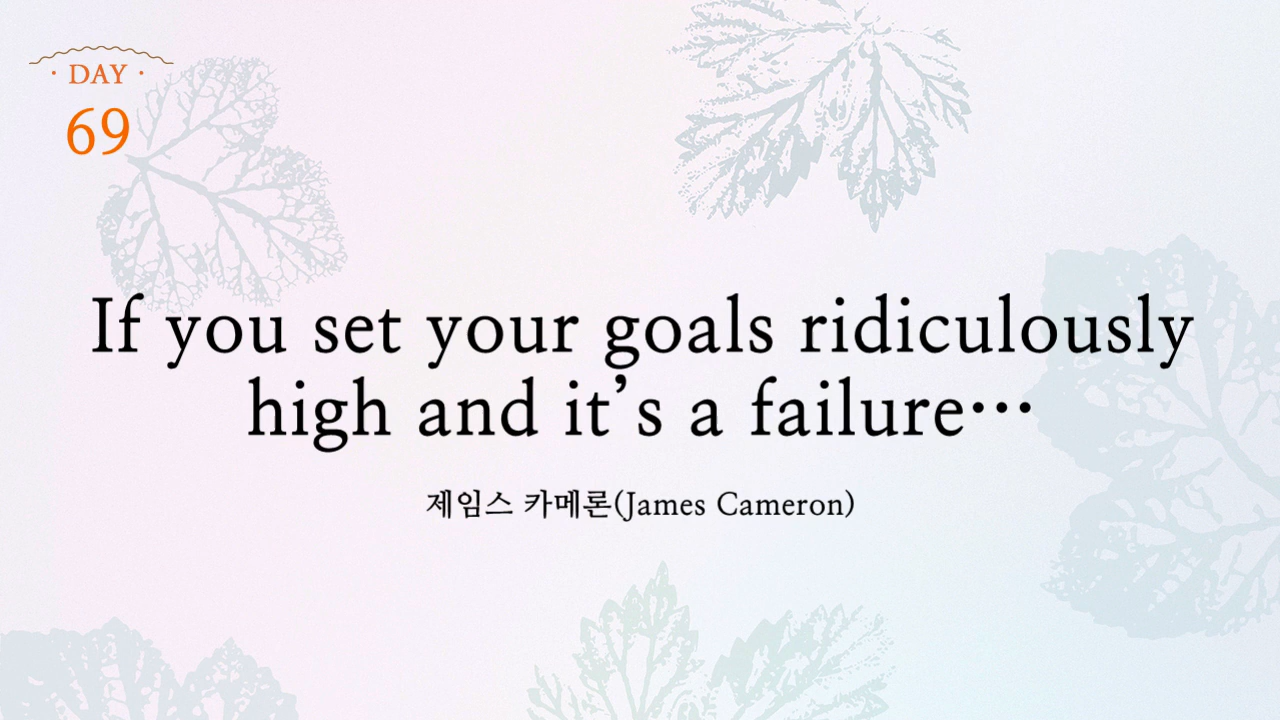 · DAY ·
69
If you set your goals ridiculously
high and it’s a failure⋯
제임스 카메론(James Cameron)